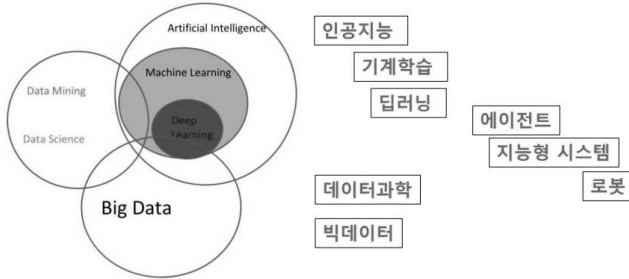 Artificial Intelligence
Machine Learning
Data Mining
Deep
Learning
Data Science
Big Data
인공지능
기계학습
딥러닝
에이전트
지능형 시스템
로봇
데이터과학
빅데이터